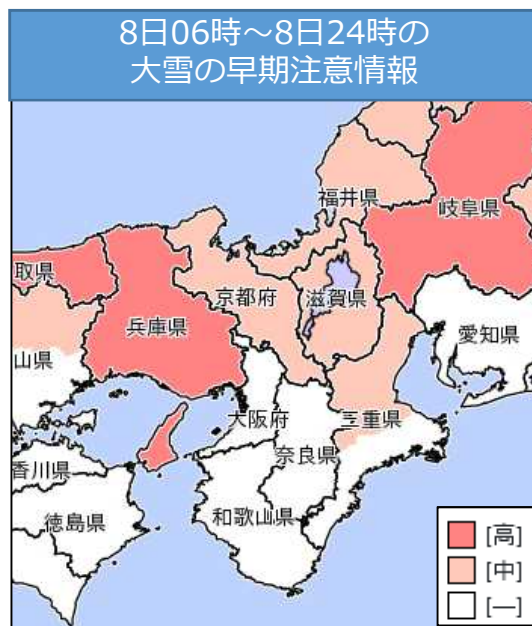 8日06時～8日24時の
大雪の早期注意情報
福井県
岐阜県
取県
京都府
滋賀県
兵庫県
愛知県
山県
大阪府
三重県
奈良県
香川県
和歌山県
徳島県
[高]
[中]
[―]